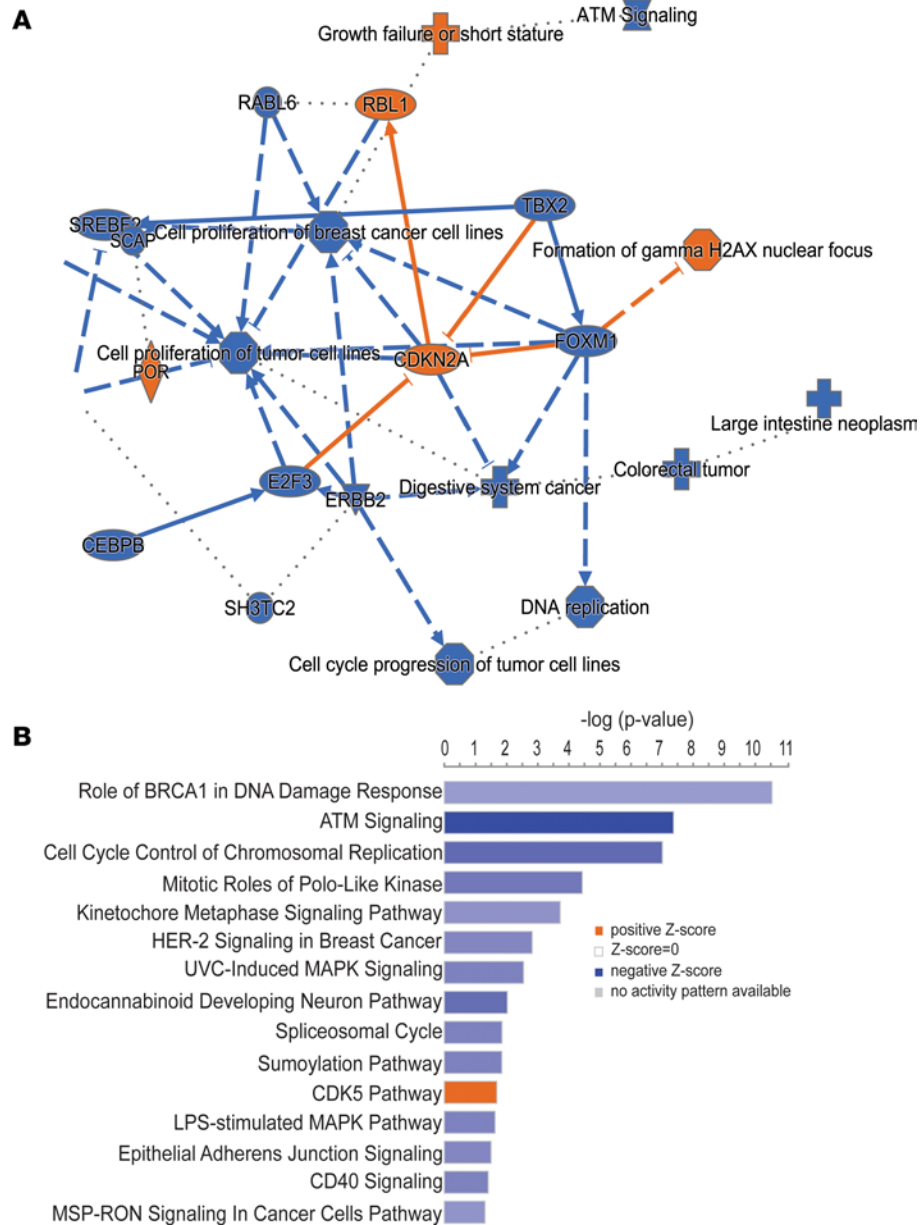 A
ATM Signaling
Growth failure or short stature
RABL6
RBL1
TBX2
SREBF2
SCAP
Cell proliferation of breast cancer cell lines
Formation of gamma H2AX nuclear focus
FOXM1
Cell proliferation of tumor cell lines
CDKN2A
POR
Large intestine neoplasm
Colorectal tumor
E2F3
ERBB2
Digestive system cancer
CEBPB
SH3TC2
DNA replication
Cell cycle progression of tumor cell lines
B
-log (p-value)
0 1 2 3 4 5 6 7 8 9 10 11
Role of BRCA1 in DNA Damage Response
ATM Signaling
Cell Cycle Control of Chromosomal Replication
Mitotic Roles of Polo-Like Kinase
Kinetochore Metaphase Signaling Pathway
HER-2 Signaling in Breast Cancer
UVC-Induced MAPK Signaling
Endocannabinoid Developing Neuron Pathway
Spliceosomal Cycle
Sumoylation Pathway
CDK5 Pathway
LPS-stimulated MAPK Pathway
Epithelial Adherens Junction Signaling
CD40 Signaling
MSP-RON Signaling In Cancer Cells Pathway
positive Z-score
Z-score=0
negative Z-score
no activity pattern available